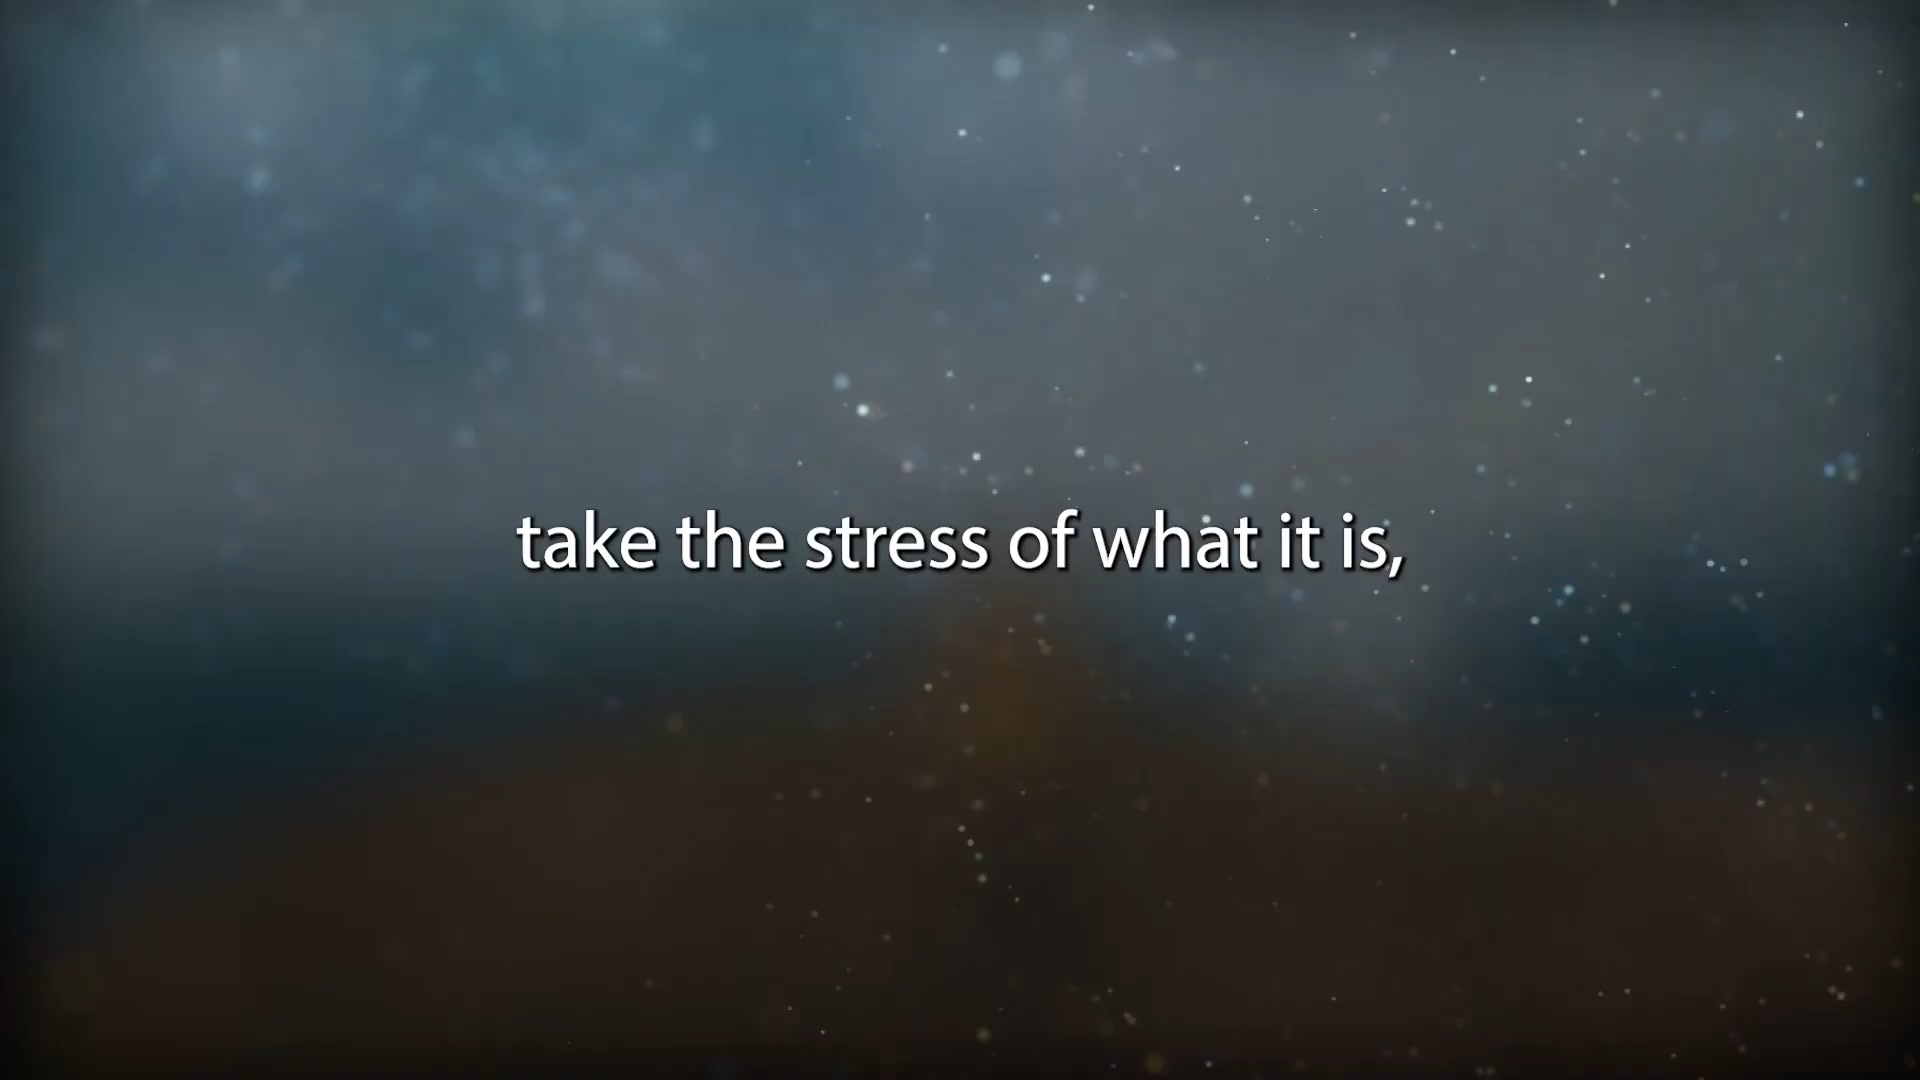 take the stress of what it is,